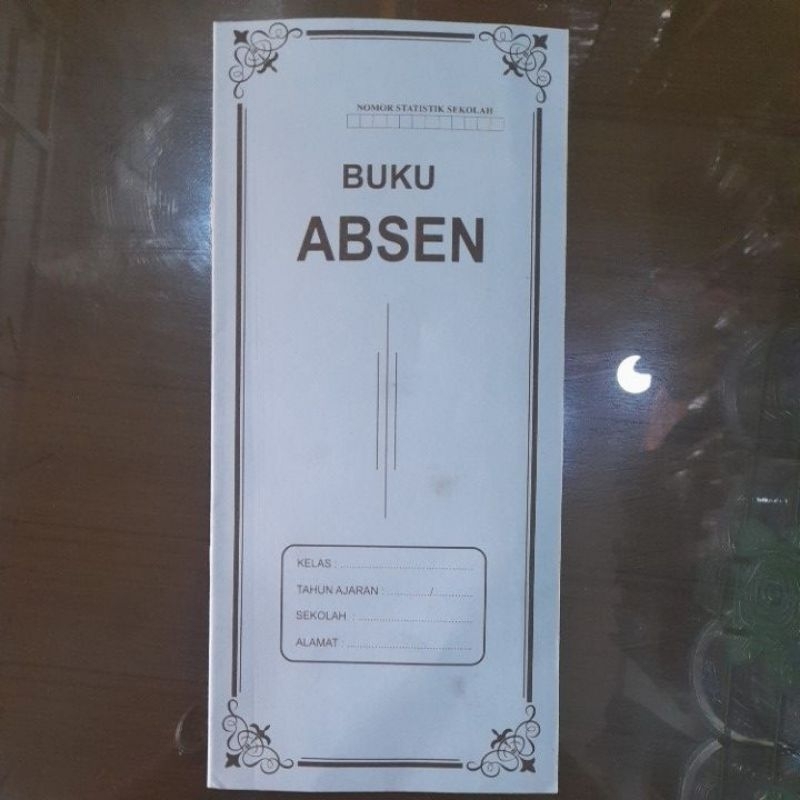 NOMOR STATISTIK SEKOLAH
BUKU
ABSEN
KELAS : ..........................................
TAHUN AJARAN : ............../.............
SEKOLAH : ......................................
ALAMAT : ........................................